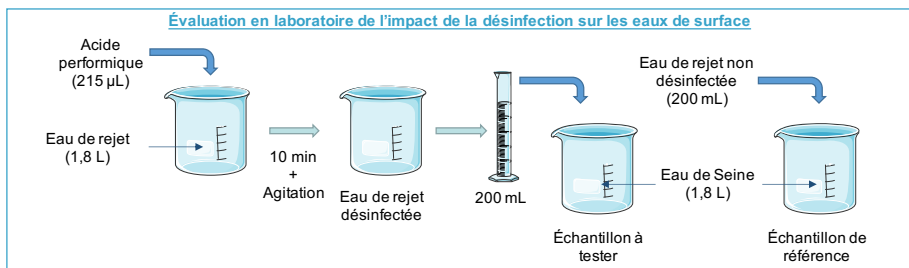 Évaluation en laboratoire de l'impact de la désinfection sur les eaux de surface
Acide
performique
(215 µL)
Eau de rejet
(1,8 L)
10 min
+
Agitation
Eau de rejet
désinfectée
200 mL
Échantillon à
tester
Eau de rejet non
désinfectée
(200 mL)
Eau de Seine
(1,8 L)
Échantillon de
référence